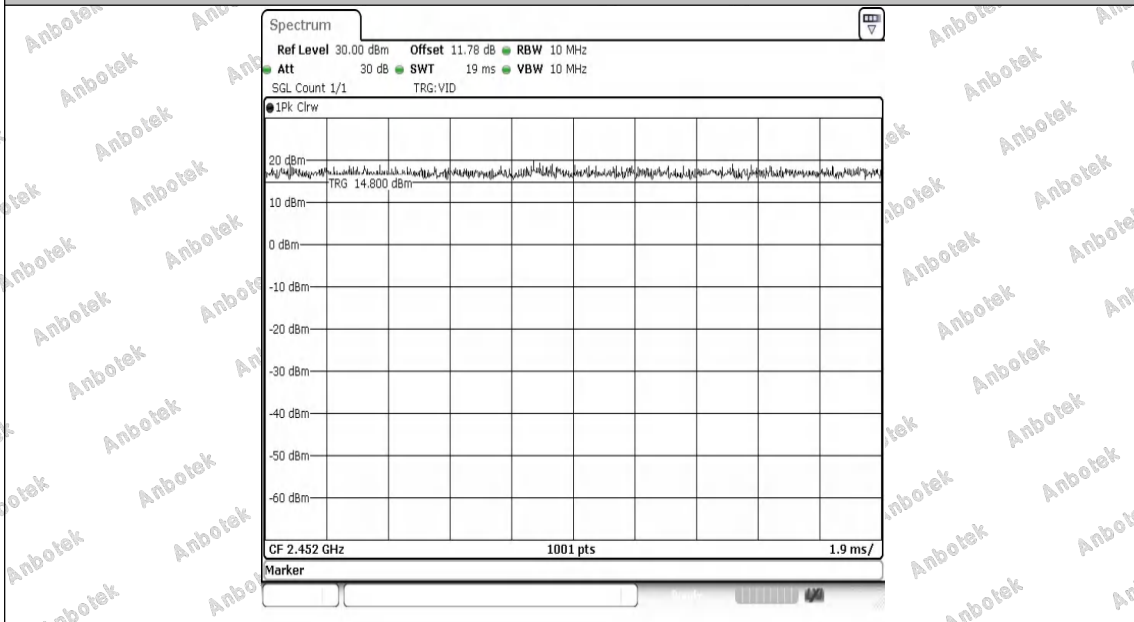 Spectrum
Ref Level 30.00 dBm Offset 11.78 dB RBW 10 MHz
Att 30 dB SWT 19 ms VBW 10 MHz
SGL Count 1/1 TRG:VID
1Pk Clrw
20 dBm
TRG 14.800 dBm
10 dBm
0 dBm
-10 dBm
-20 dBm
-30 dBm
-40 dBm
-50 dBm
-60 dBm
CF 2.452 GHz 1001 pts 1.9 ms/
Marker
Anbotek